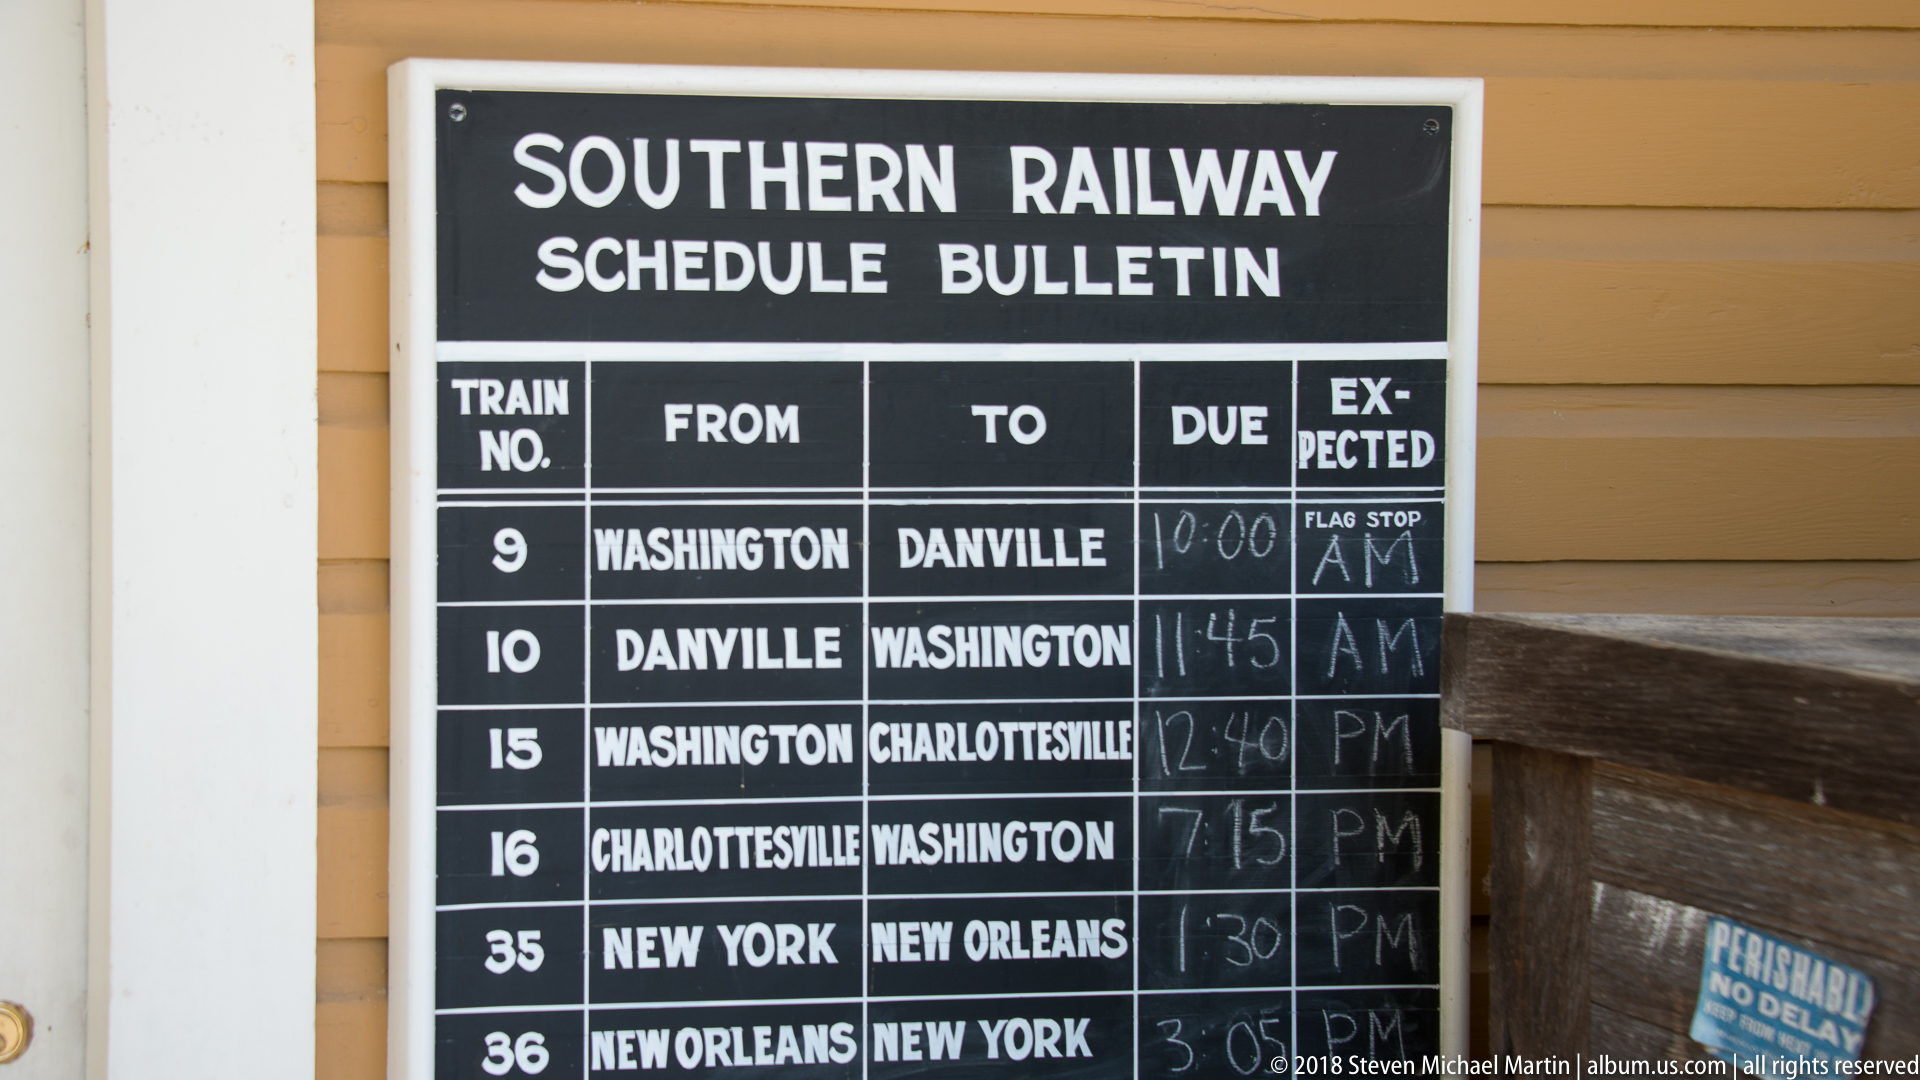 SOUTHERN RAILWAY
SCHEDULE BULLETIN
TRAIN NO. FROM TO DUE EX-PECTED
9 WASHINGTON DANVILLE 10:00 FLAG STOP AM
10 DANVILLE WASHINGTON 11:45 AM
15 WASHINGTON CHARLOTTESVILLE 12:40 PM
16 CHARLOTTESVILLE WASHINGTON 7:15 PM
35 NEW YORK NEW ORLEANS 1:30 PM
36 NEW ORLEANS NEW YORK 3:05 PM
PERISHABL
NO DELAY
KEEP FROM
© 2018 Steven Michael Martin | album.us.com | all rights reserved